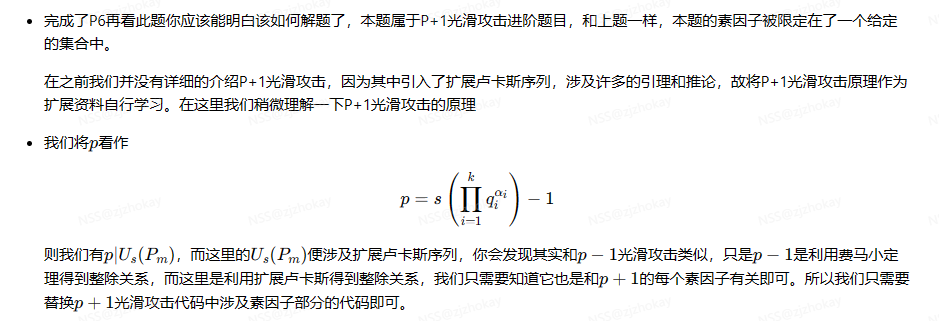 • 完成了P6再看此题你应该能明白该如何解题了，本题属于P+1光滑攻击进阶题目，和上题一样，本题的素因子被限定在了一个给定
的集合中。
在之前我们并没有详细的介绍P+1光滑攻击，因为其中引入了扩展卢卡斯序列，涉及许多的引理和推论，故将P+1光滑攻击原理作为
扩展资料自行学习。在这里我们稍微理解一下P+1光滑攻击的原理
• 我们将p看作
p = s(∏_{i=1}^{k} q_i^{α_i}) − 1
则我们有p|U_s(P_m)，而这里的U_s(P_m)便涉及扩展卢卡斯序列，你会发现其实和p − 1光滑攻击类似，只是p − 1是利用费马小定
理得到整除关系，而这里是利用扩展卢卡斯得到整除关系，我们只需要知道它也是和p + 1的每个素因子有关即可。所以我们只需要
替换p + 1光滑攻击代码中涉及素因子部分的代码即可。
NSS@zjzhokay